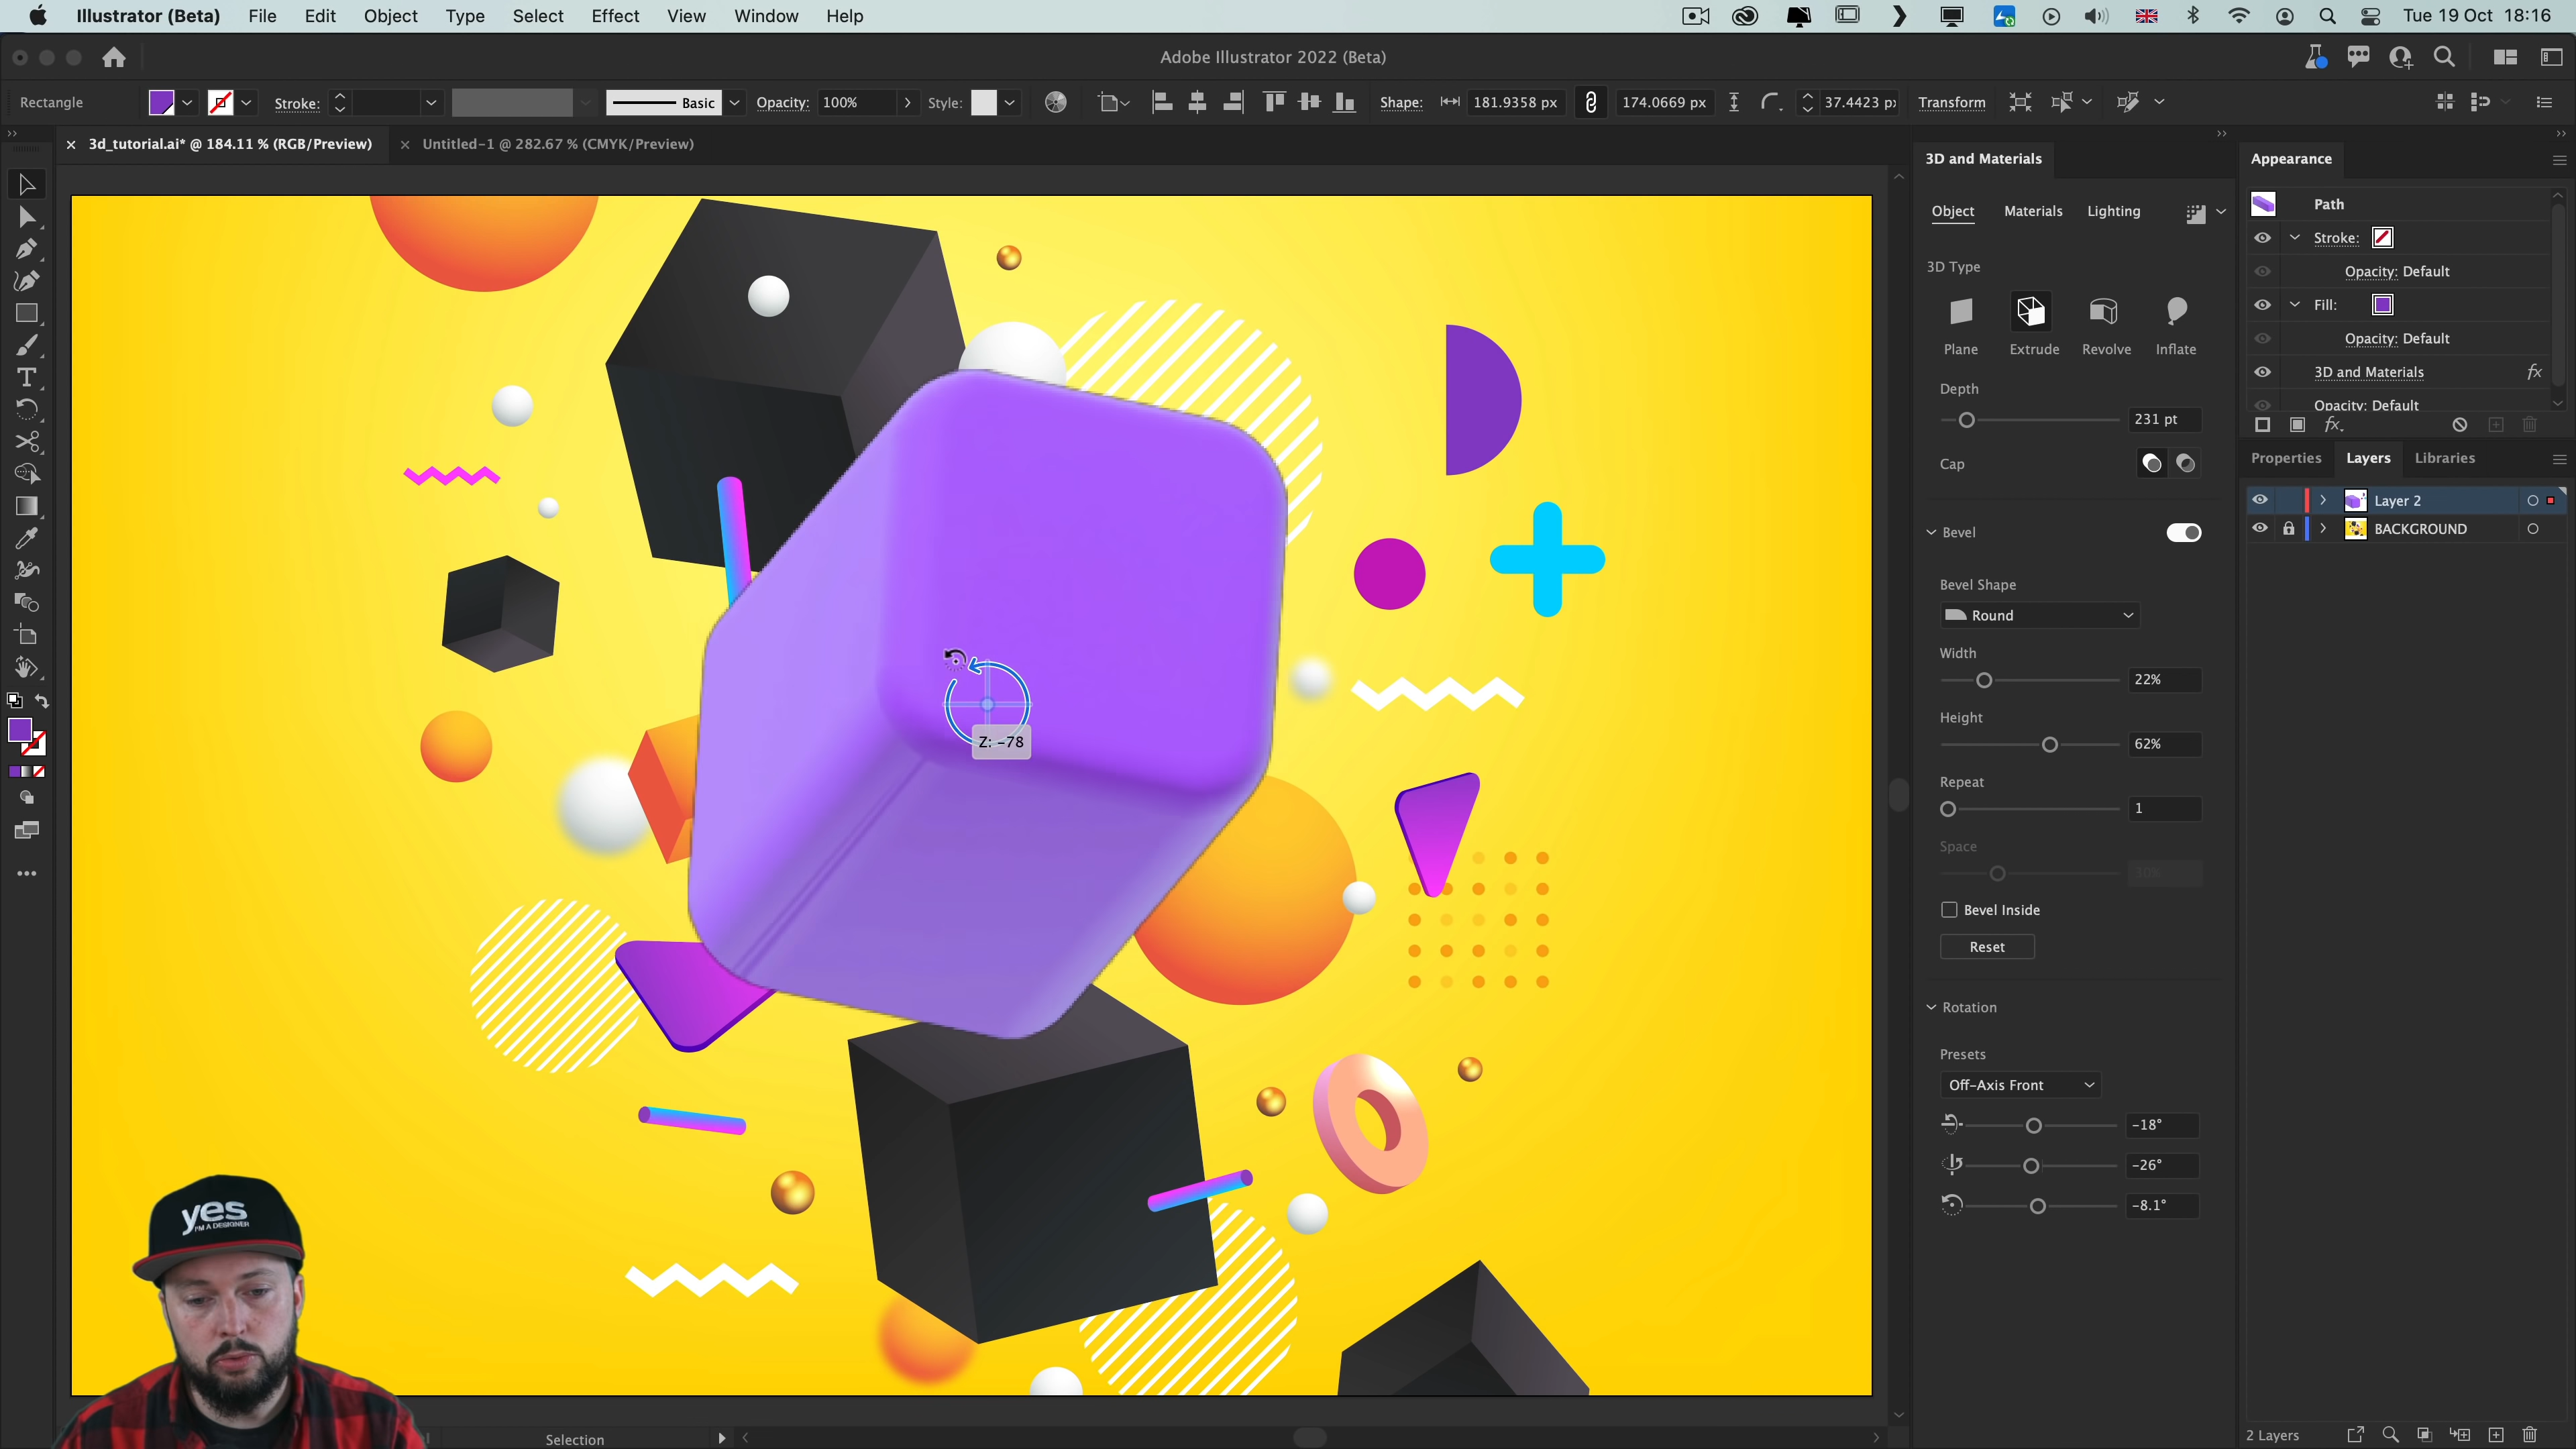 Illustrator (Beta) File Edit Object Type Select Effect View Window Help Tue 19 Oct 18:16
Adobe Illustrator 2022 (Beta)
Rectangle Stroke: Basic Opacity: 100% Style: Shape: 181.9358 px 174.0669 px 37.4423 px Transform
3d_tutorial.ai* @ 184.11 % (RGB/Preview) Untitled-1 @ 282.67 % (CMYK/Preview)
3D and Materials
Object Materials Lighting
3D Type
Plane Extrude Revolve Inflate
Depth
231 pt
Cap
Bevel
Bevel Shape
Round
Width
22%
Height
62%
Repeat
1
Space
30%
Bevel Inside
Reset
Rotation
Presets
Off-Axis Front
-18°
-26°
-8.1°
Appearance
Path
Stroke:
Opacity: Default
Fill:
Opacity: Default
3D and Materials fx
Opacity: Default
fx
Properties Layers Libraries
Layer 2
BACKGROUND
Z: -78
yes
I'M A DESIGNER
Selection
2 Layers